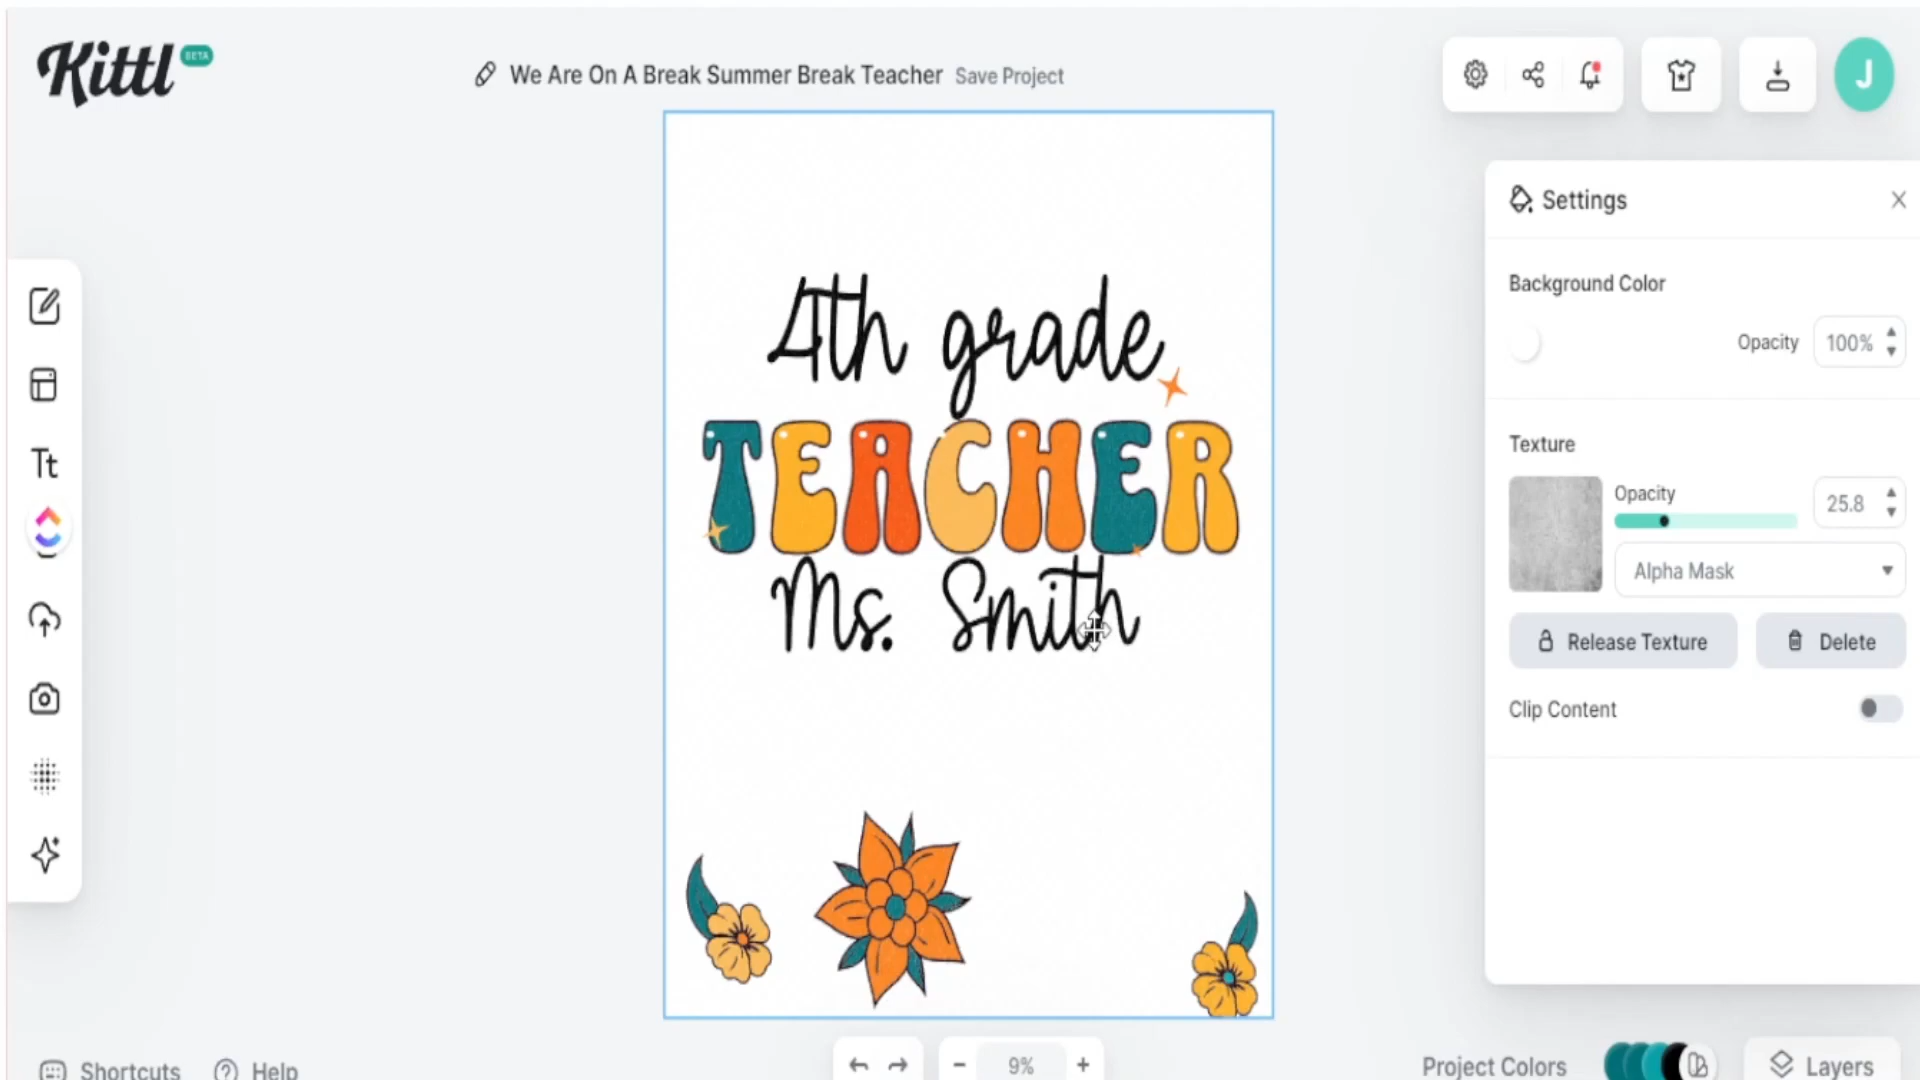 Kittl BETA
We Are On A Break Summer Break Teacher Save Project
J
Settings
Background Color
Opacity 100%
Texture
Opacity 25.8
Alpha Mask
Release Texture Delete
Clip Content
Tt
4th grade
TEACHER
Ms. Smith
Shortcuts Help
9%
Project Colors Layers